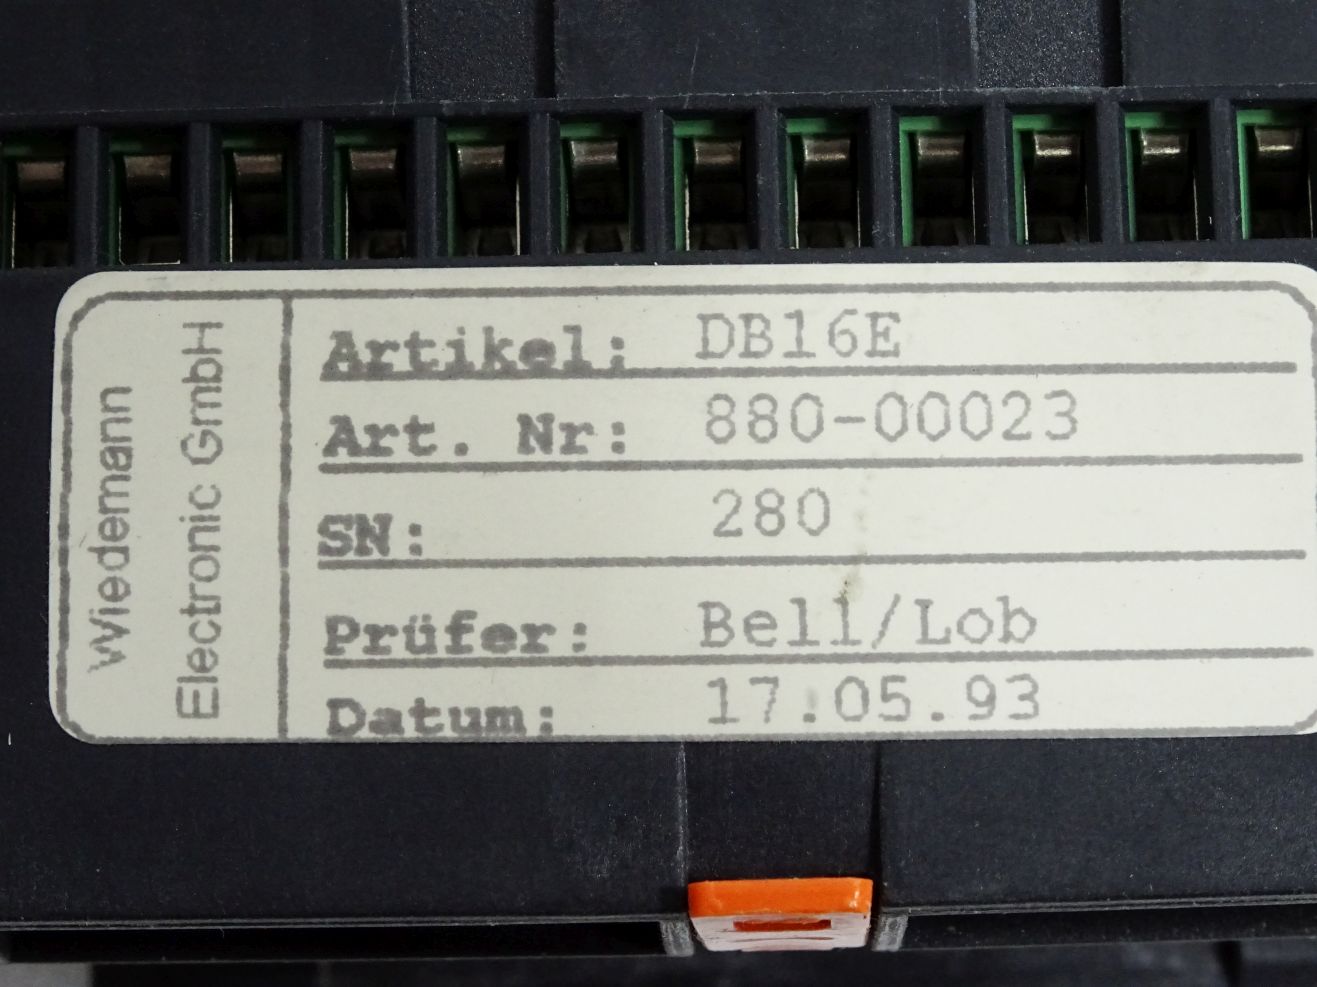 Wiedemann
Electronic GmbH
Artikel: DB16E
Art. Nr: 880-00023
SN: 280
Prüfer: Bell/Lob
Datum: 17.05.93